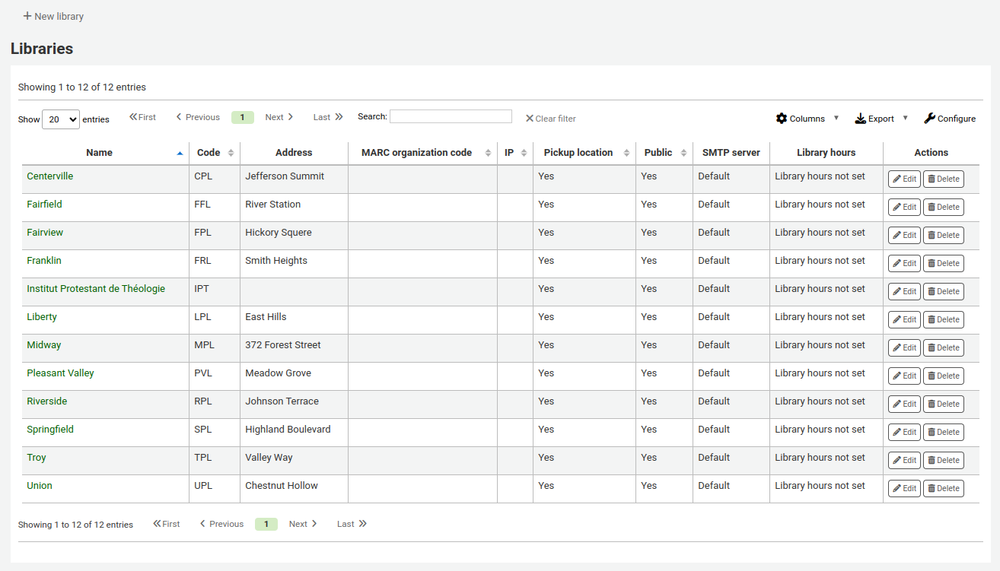 New library
Libraries
Showing 1 to 12 of 12 entries
Show 20 entries First Previous 1 Next Last Search: Clear filter Columns Export Configure
Name Code Address MARC organization code IP Pickup location Public SMTP server Library hours Actions
Centerville CPL Jefferson Summit Yes Yes Default Library hours not set Edit Delete
Fairfield FFL River Station Yes Yes Default Library hours not set Edit Delete
Fairview FPL Hickory Squere Yes Yes Default Library hours not set Edit Delete
Franklin FRL Smith Heights Yes Yes Default Library hours not set Edit Delete
Institut Protestant de Théologie IPT Yes Yes Default Library hours not set Edit Delete
Liberty LPL East Hills Yes Yes Default Library hours not set Edit Delete
Midway MPL 372 Forest Street Yes Yes Default Library hours not set Edit Delete
Pleasant Valley PVL Meadow Grove Yes Yes Default Library hours not set Edit Delete
Riverside RPL Johnson Terrace Yes Yes Default Library hours not set Edit Delete
Springfield SPL Highland Boulevard Yes Yes Default Library hours not set Edit Delete
Troy TPL Valley Way Yes Yes Default Library hours not set Edit Delete
Union UPL Chestnut Hollow Yes Yes Default Library hours not set Edit Delete
Showing 1 to 12 of 12 entries First Previous 1 Next Last